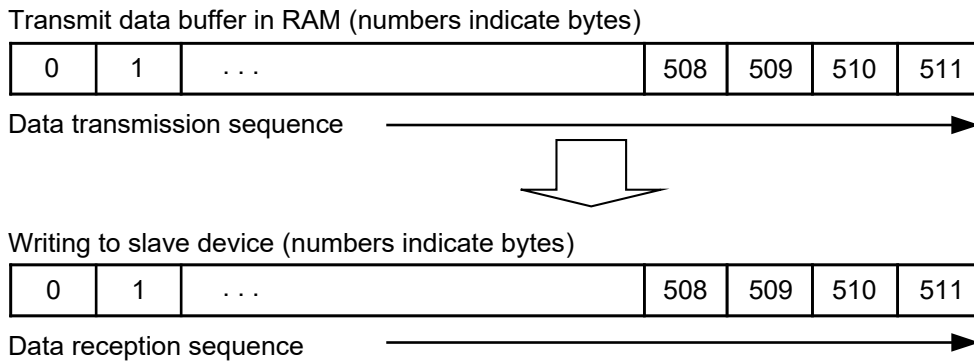 Transmit data buffer in RAM (numbers indicate bytes)
0 1 . . . 508 509 510 511
Data transmission sequence
Writing to slave device (numbers indicate bytes)
0 1 . . . 508 509 510 511
Data reception sequence